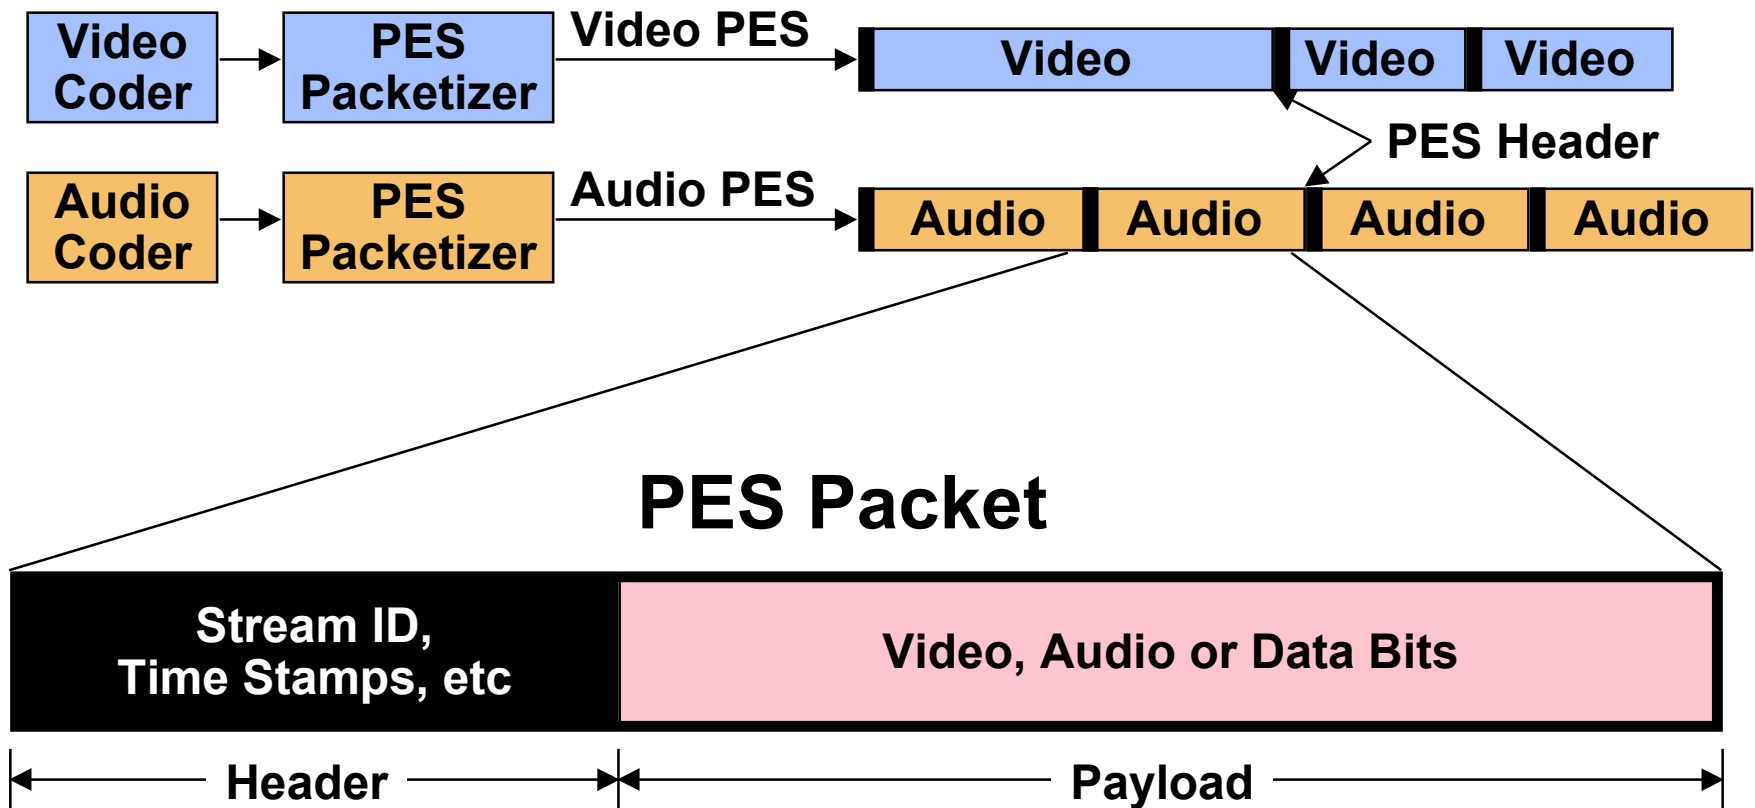 Video
Coder
PES
Packetizer
Video PES
Video
Video
Video
PES Header
Audio
Coder
PES
Packetizer
Audio PES
Audio
Audio
Audio
Audio
PES Packet
Stream ID,
Time Stamps, etc
Video, Audio or Data Bits
Header
Payload